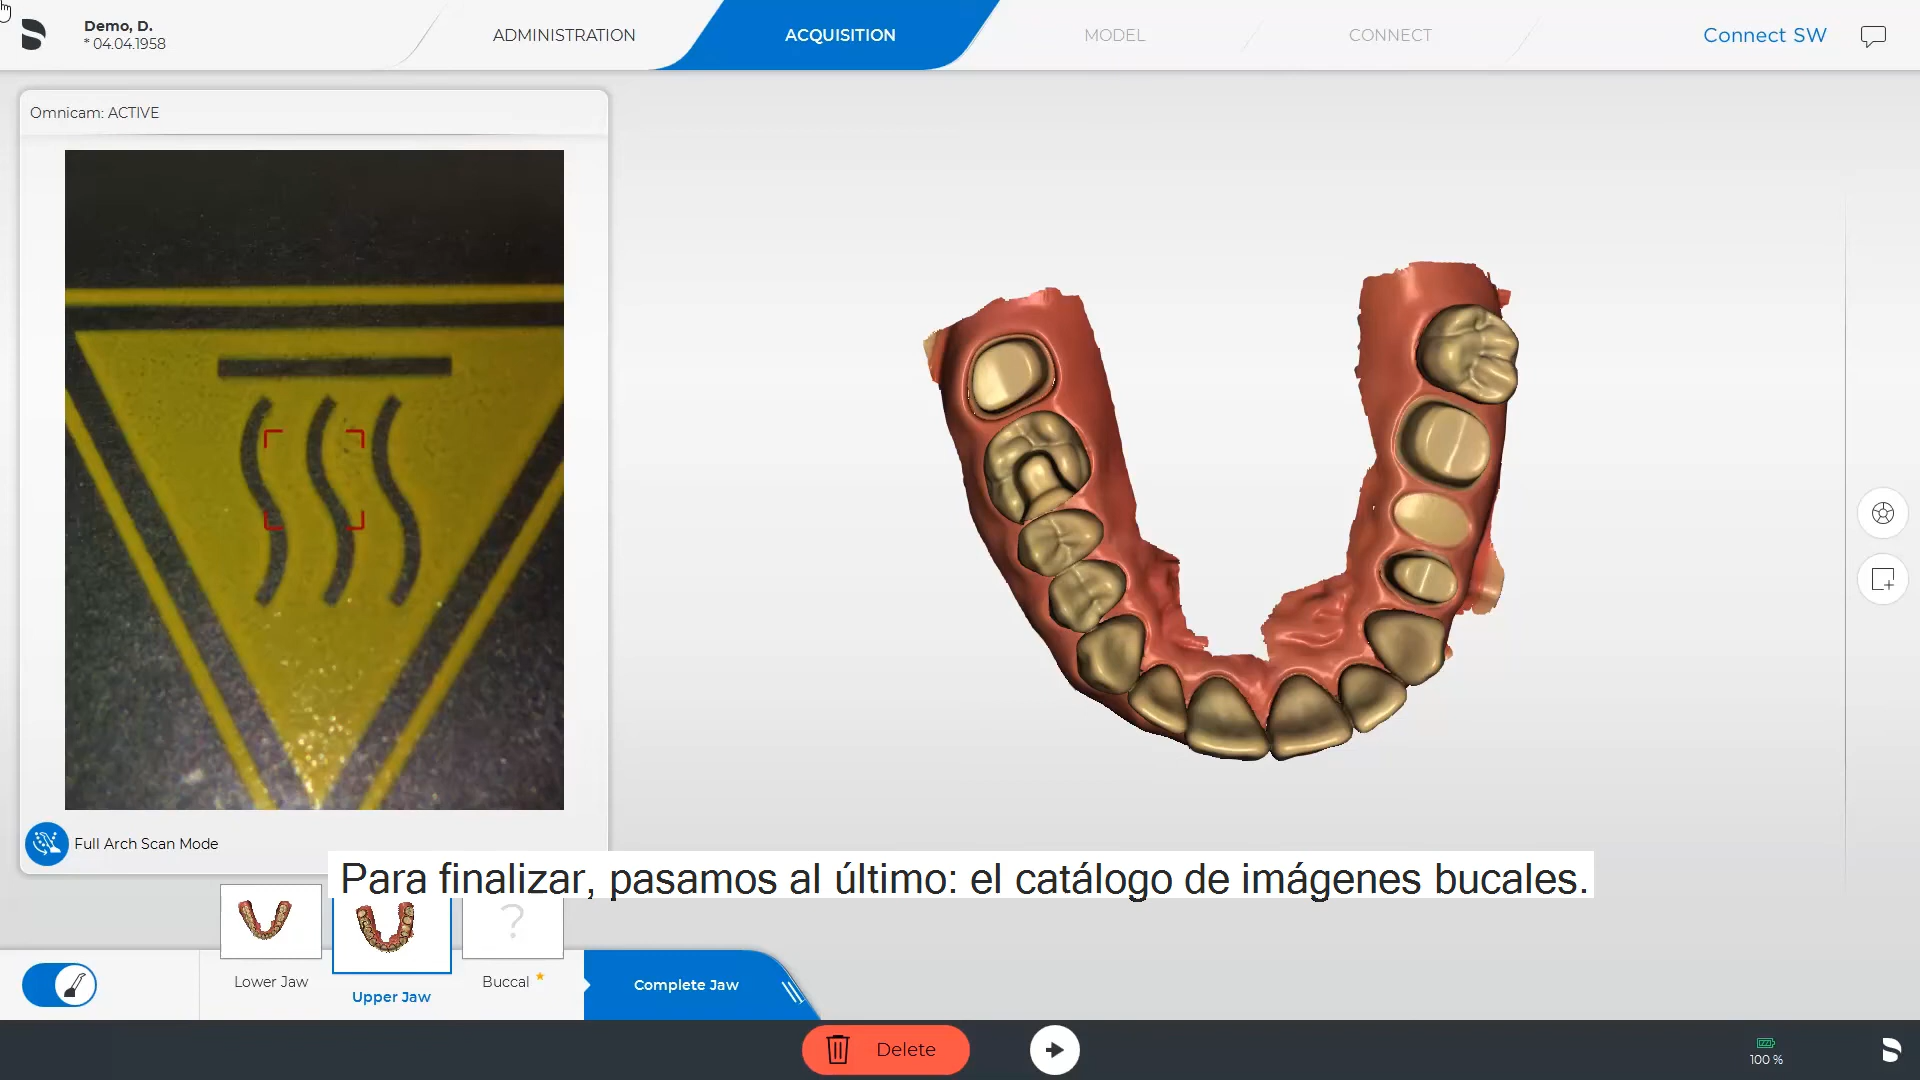 Demo, D.
* 04.04.1958
ADMINISTRATION
ACQUISITION
MODEL
CONNECT
Connect SW
Omnicam: ACTIVE
Full Arch Scan Mode
Para finalizar, pasamos al último: el catálogo de imágenes bucales.
?
Lower Jaw
Upper Jaw
Buccal
Complete Jaw
Delete
100 %